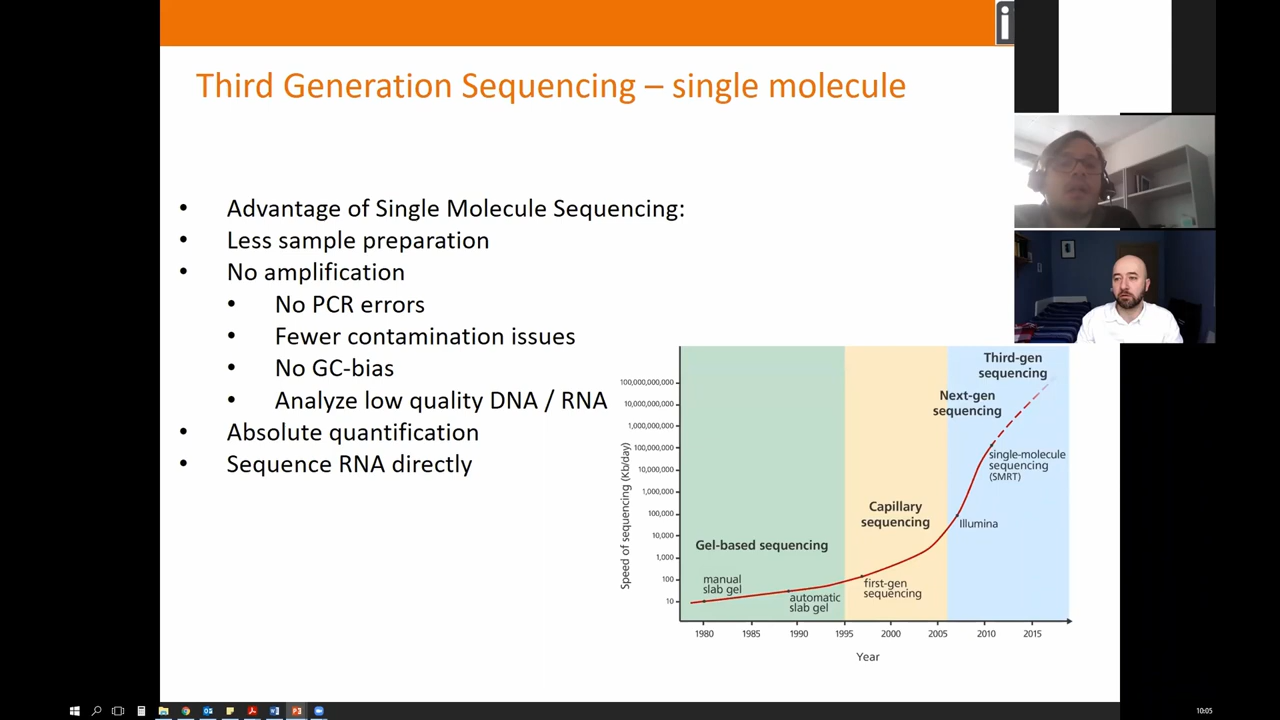 i
Third Generation Sequencing – single molecule
• Advantage of Single Molecule Sequencing:
• Less sample preparation
• No amplification
• No PCR errors
• Fewer contamination issues
• No GC-bias
• Analyze low quality DNA / RNA
• Absolute quantification
• Sequence RNA directly
Speed of sequencing (Kb/day)
100,000,000,000
10,000,000,000
1,000,000,000
100,000,000
10,000,000
1,000,000
100,000
10,000
1,000
100
10
Gel-based sequencing
manual
slab gel
automatic
slab gel
Capillary
sequencing
first-gen
sequencing
Third-gen
sequencing
Next-gen
sequencing
single-molecule
sequencing
(SMRT)
Illumina
1980 1985 1990 1995 2000 2005 2010 2015
Year
10:05